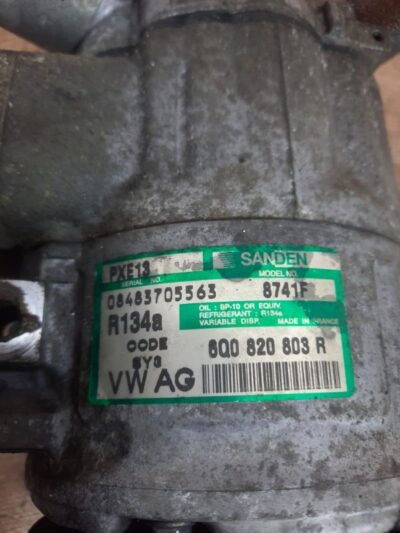 PXE13 SANDEN
SERIAL NO. MODEL NO.
08483705563 8741F
OIL : SP-10 OR EQUIV.
REFRIGERANT : R134a
R134a VARIABLE DISP. MADE IN FRANCE
CODE 6Q0 820 803 R
VW AG